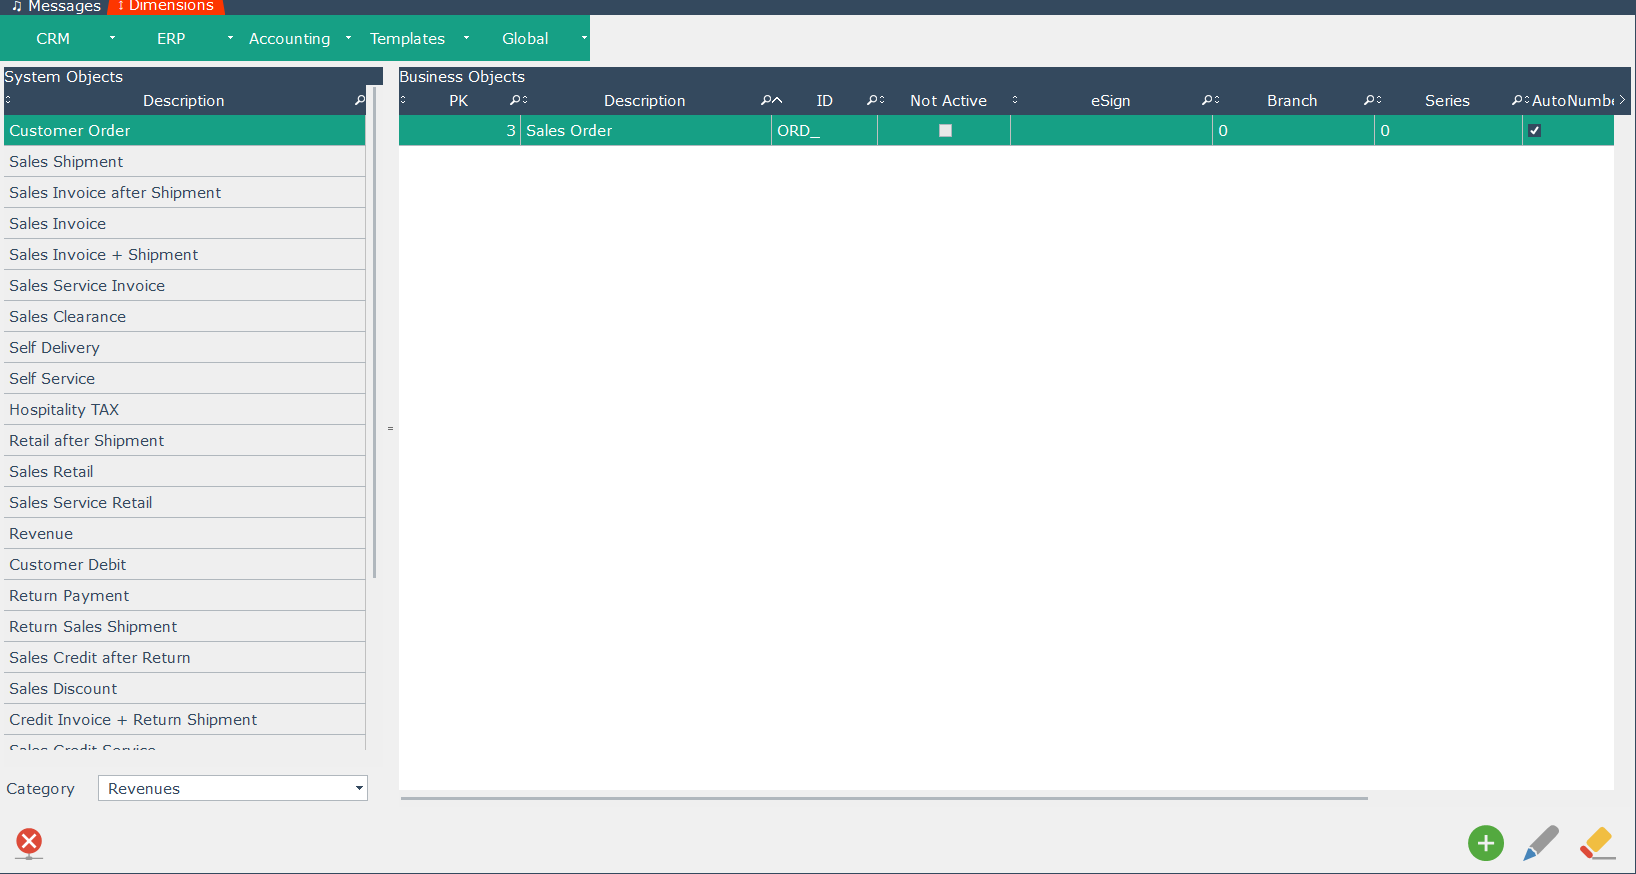 Messages Dimensions
CRM ERP Accounting Templates Global
System Objects
Description
Customer Order
Sales Shipment
Sales Invoice after Shipment
Sales Invoice
Sales Invoice + Shipment
Sales Service Invoice
Sales Clearance
Self Delivery
Self Service
Hospitality TAX
Retail after Shipment
Sales Retail
Sales Service Retail
Revenue
Customer Debit
Return Payment
Return Sales Shipment
Sales Credit after Return
Sales Discount
Credit Invoice + Return Shipment
Sales Credit Service
Category Revenues
Business Objects
PK Description ID Not Active eSign Branch Series AutoNumbe
3 Sales Order ORD_ 0 0